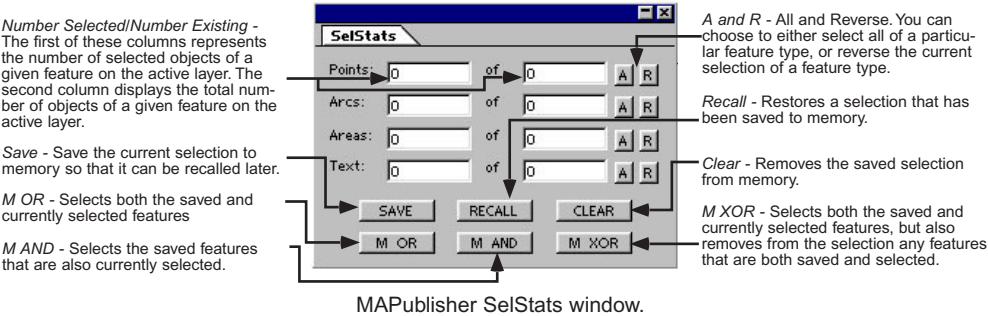 Number Selected/Number Existing -
The first of these columns represents
the number of selected objects of a
given feature on the active layer. The
second column displays the total num-
ber of objects of a given feature on the
active layer.
Save - Save the current selection to
memory so that it can be recalled later.
M OR - Selects both the saved and
currently selected features
M AND - Selects the saved features
that are also currently selected.
SelStats
Points: 0 of 0 A R
Arcs: 0 of 0 A R
Areas: 0 of 0 A R
Text: 0 of 0 A R
SAVE RECALL CLEAR
M OR M AND M XOR
A and R - All and Reverse. You can
choose to either select all of a particu-
lar feature type, or reverse the current
selection of a feature type.
Recall - Restores a selection that has
been saved to memory.
Clear - Removes the saved selection
from memory.
M XOR - Selects both the saved and
currently selected features, but also
removes from the selection any features
that are both saved and selected.
MAPublisher SelStats window.